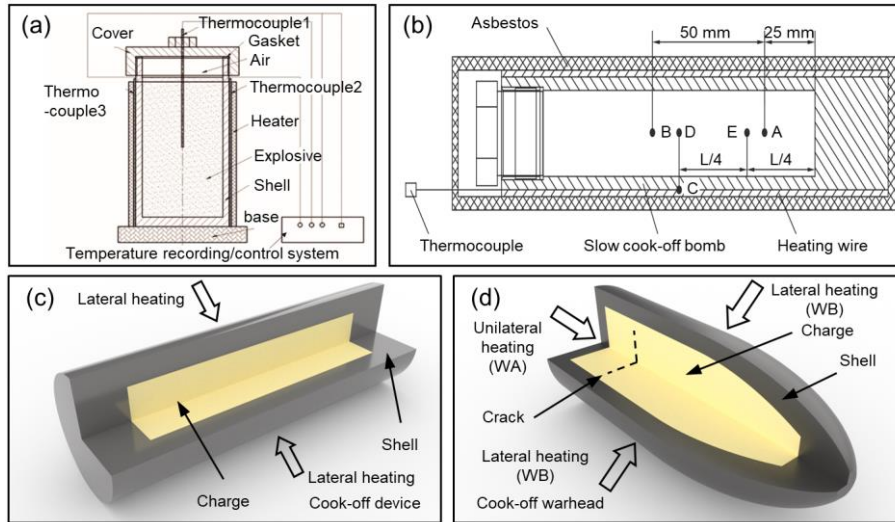 (a)
Thermocouple1
Cover
Gasket
Air
Thermo
-couple3
Thermocouple2
Heater
Explosive
Shell
base
Temperature recording/control system
(b)
Asbestos
50 mm
25 mm
B
D
E
A
L/4
L/4
C
Thermocouple
Slow cook-off bomb
Heating wire
(c)
Lateral heating
Shell
Charge
Lateral heating
Cook-off device
(d)
Lateral heating
(WB)
Unilateral
heating
(WA)
Charge
Shell
Crack
Lateral heating
(WB)
Cook-off warhead